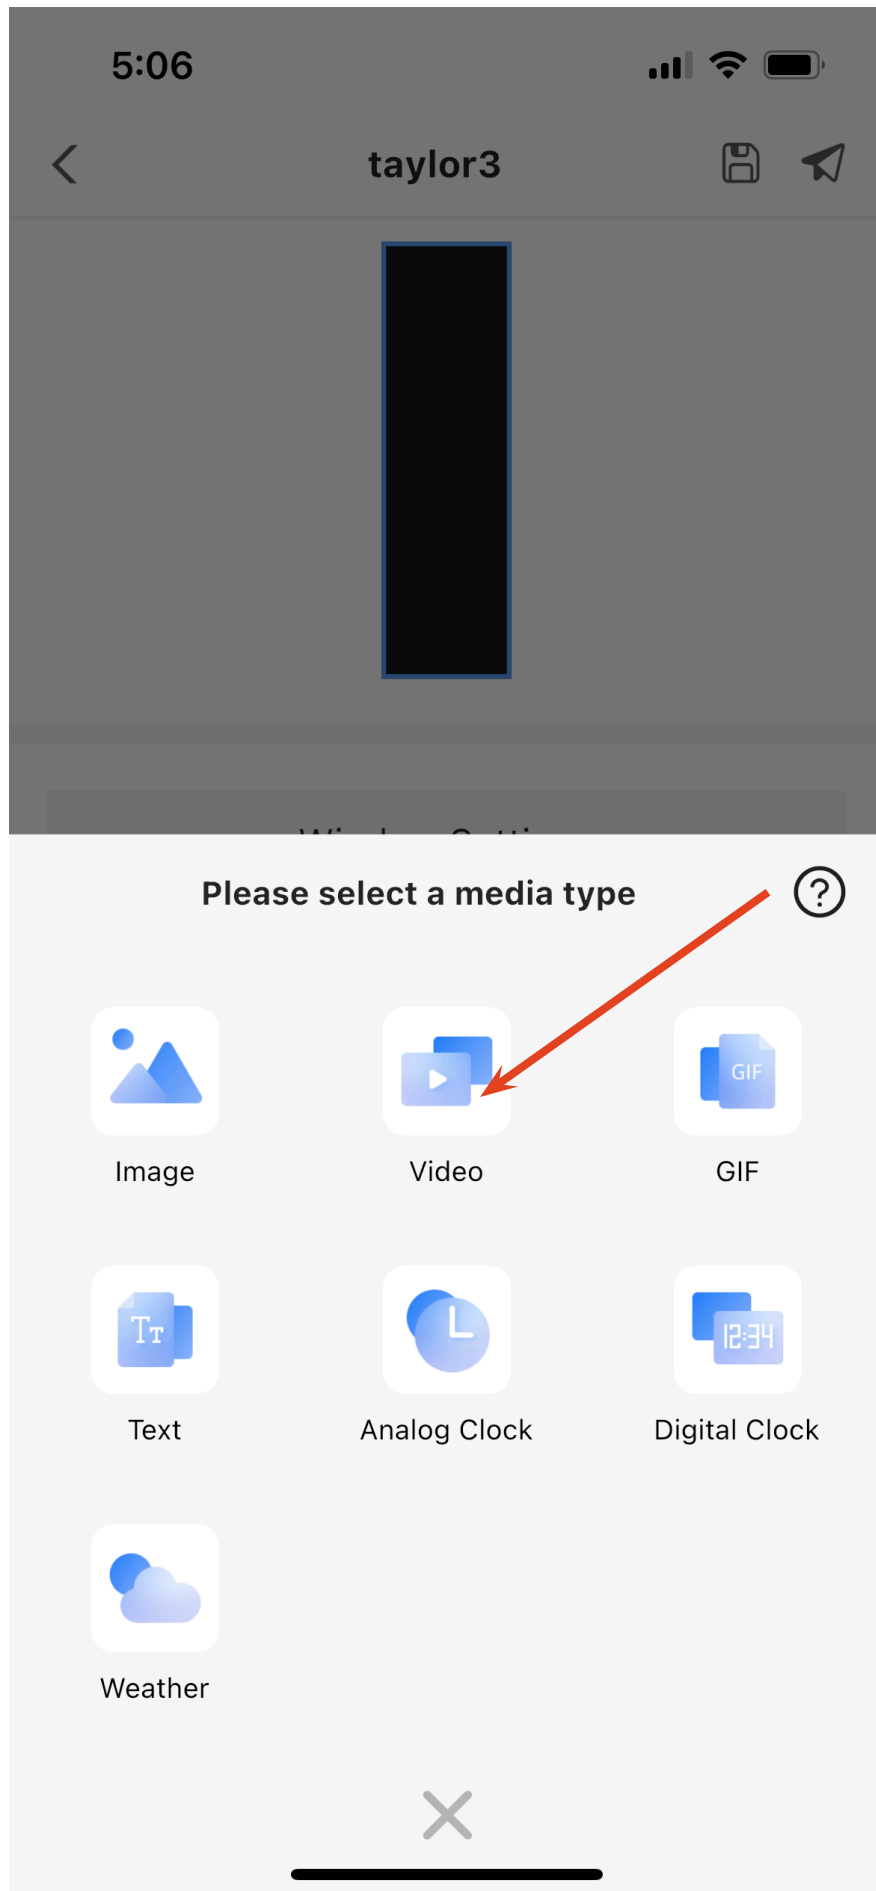 5:06
taylor3
Please select a media type
?
GIF
Image
Video
GIF
TT
12:34
Text
Analog Clock
Digital Clock
Weather